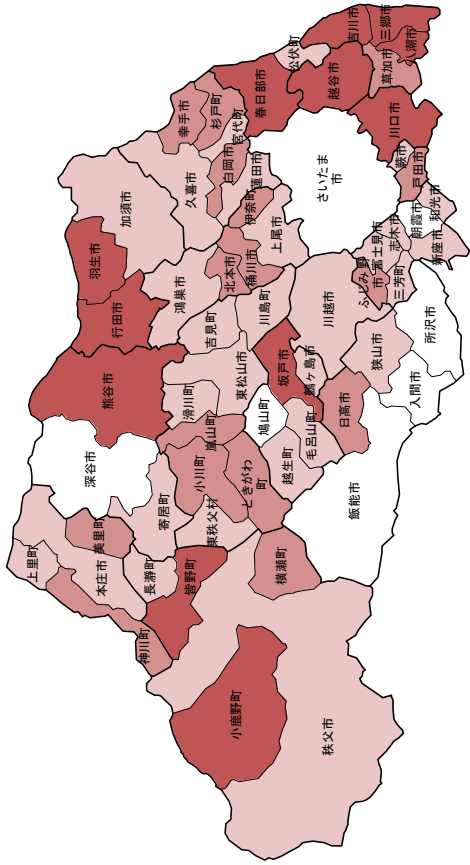 吉川市
三郷市
八潮市
松伏町
越谷市
草加市
春日部市
川口市
幸手市
杉戸町
宮代町
蕨市
戸田市
白岡市
蓮田市
さいたま
市
久喜市
加須市
伊奈町
上尾市
和光市
朝霞市
志木市
新座市
富士見市
羽生市
北本市
桶川市
ふじみ野
市
三芳町
鴻巣市
川島町
川越市
行田市
吉見町
所沢市
狭山市
東松山市
坂戸市
鶴ヶ島市
熊谷市
滑川町
入間市
日高市
鳩山町
嵐山町
毛呂山町
深谷市
小川町
ときがわ
町
越生町
飯能市
寄居町
東秩父村
美里町
上里町
本庄市
長瀞町
皆野町
横瀬町
神川町
小鹿野町
秩父市